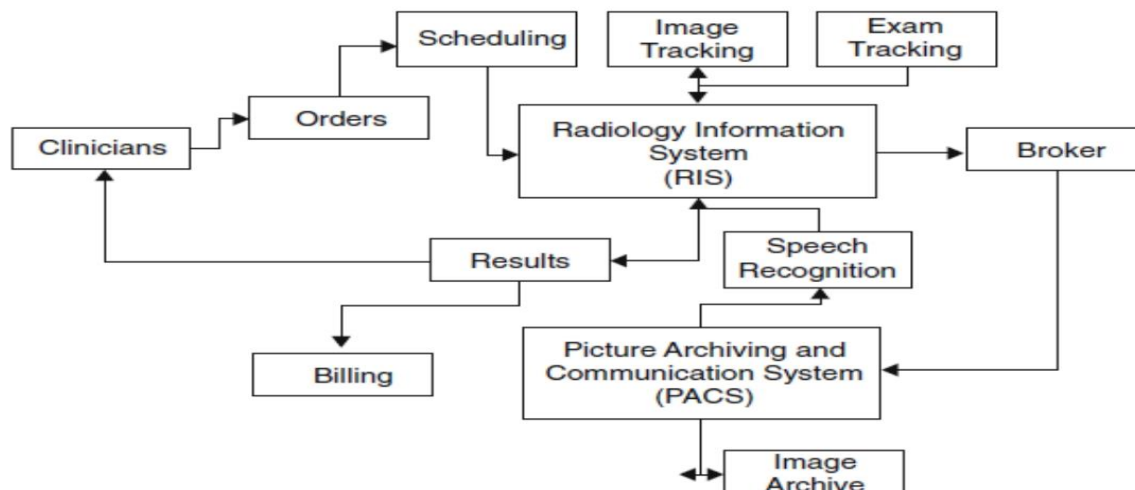 Scheduling
Image
Tracking
Exam
Tracking
Orders
Clinicians
Radiology Information
System
(RIS)
Broker
Results
Speech
Recognition
Billing
Picture Archiving and
Communication System
(PACS)
Image
Archive